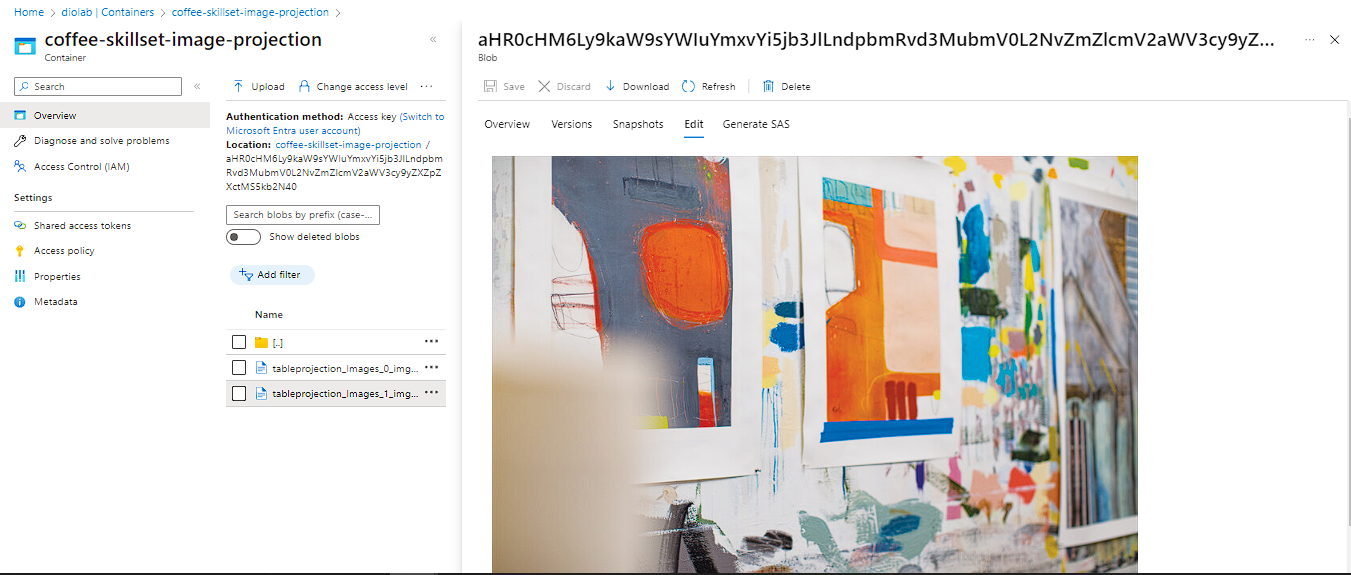 Home > diolab | Containers > coffee-skillset-image-projection >
coffee-skillset-image-projection
Container
Search
Overview
Diagnose and solve problems
Access Control (IAM)
Settings
Shared access tokens
Access policy
Properties
Metadata
Upload Change access level ...
Authentication method: Access key (Switch to
Microsoft Entra user account)
Location: coffee-skillset-image-projection /
Search blobs by prefix (case-...
Show deleted blobs
Add filter
Name
[..]
tableprojection_Images_0_img...
tableprojection_Images_1_img...
Blob
Save Discard Download Refresh Delete
Overview Versions Snapshots Edit Generate SAS